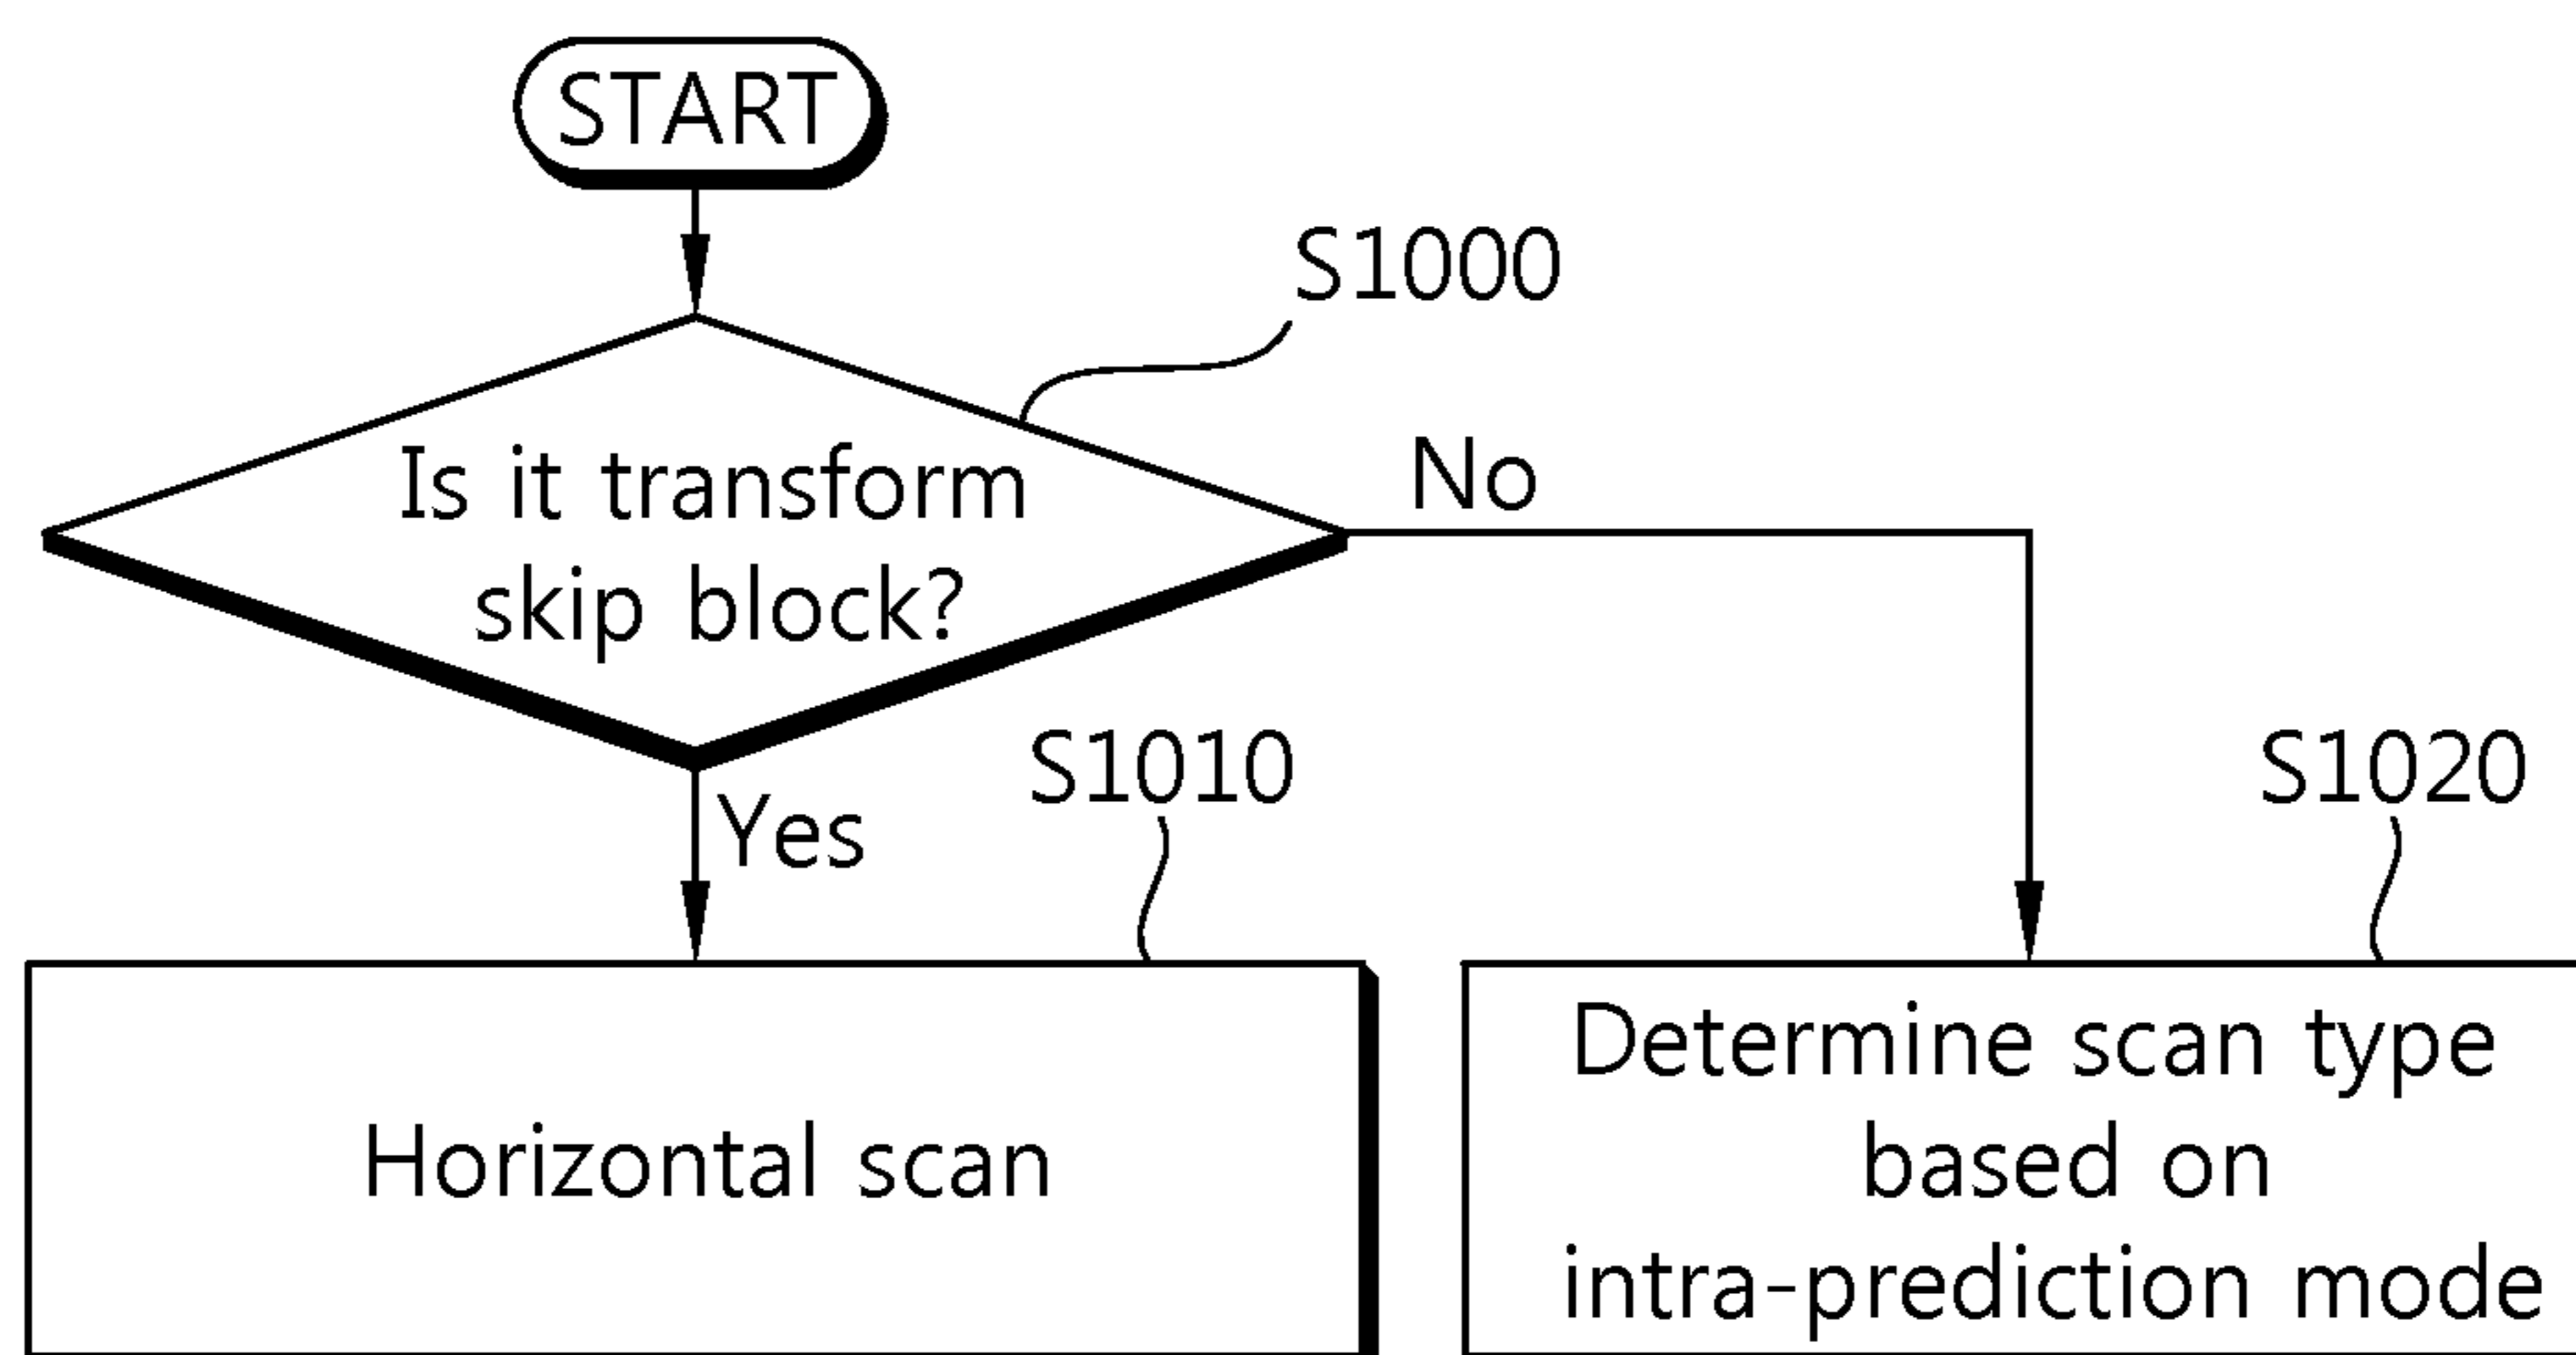 START
S1000
Is it transform
skip block?
No
Yes
S1010
S1020
Horizontal scan
Determine scan type
based on
intra-prediction mode